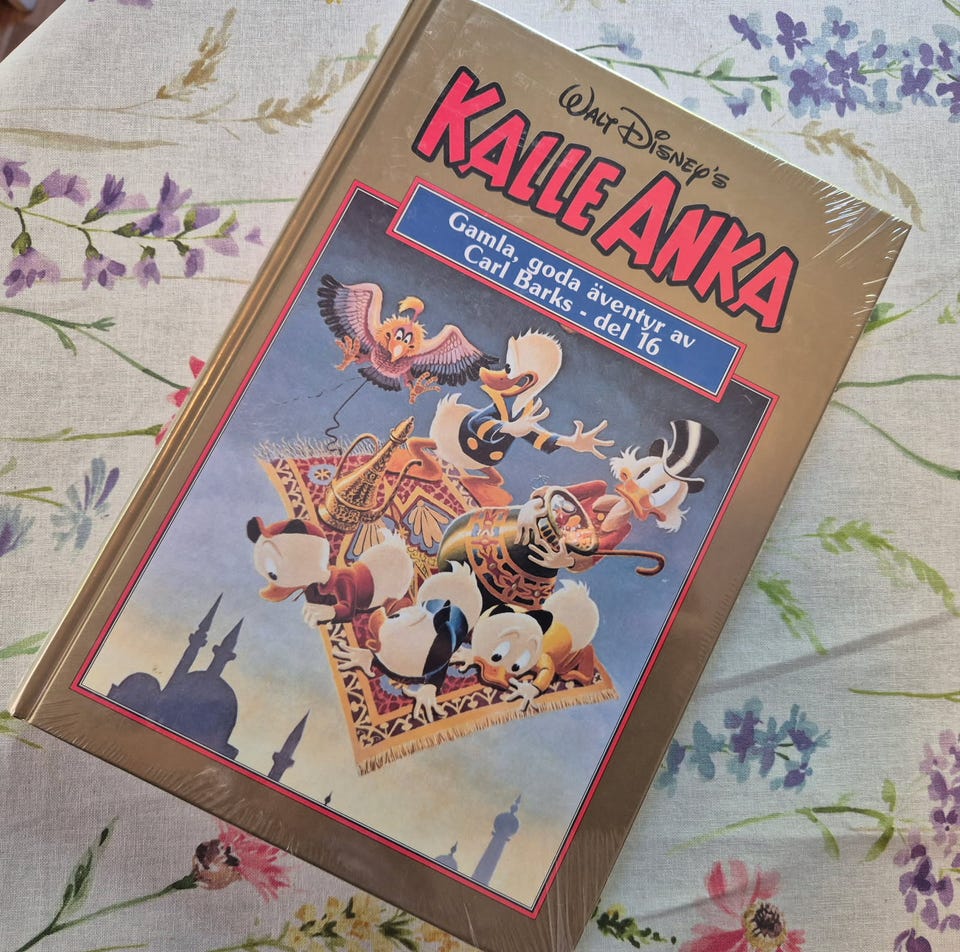 WALT DISNEY'S
KALLE ANKA
Gamla, goda äventyr av
Carl Barks - del 16